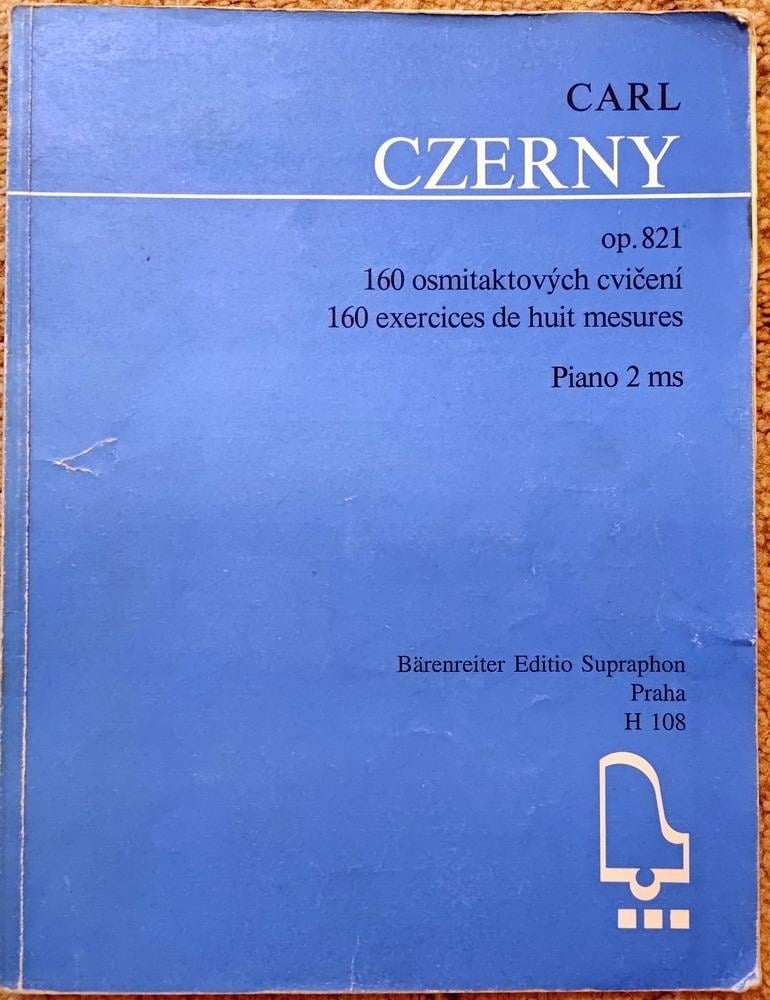 CARL
CZERNY
op. 821
160 osmitaktových cvičení
160 exercices de huit mesures
Piano 2 ms
Bärenreiter Editio Supraphon
Praha
H 108